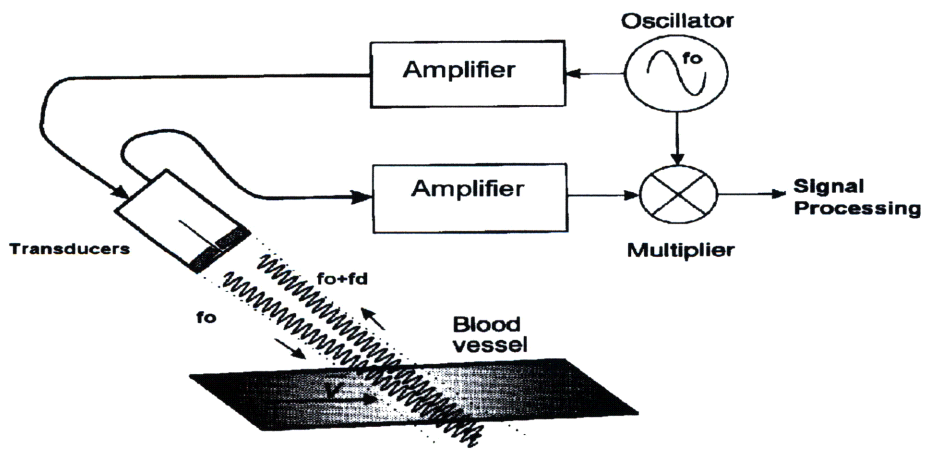 Oscillator
fo
Amplifier
Amplifier
Signal
Processing
Multiplier
Transducers
fo+fd
fo
Blood
vessel
V